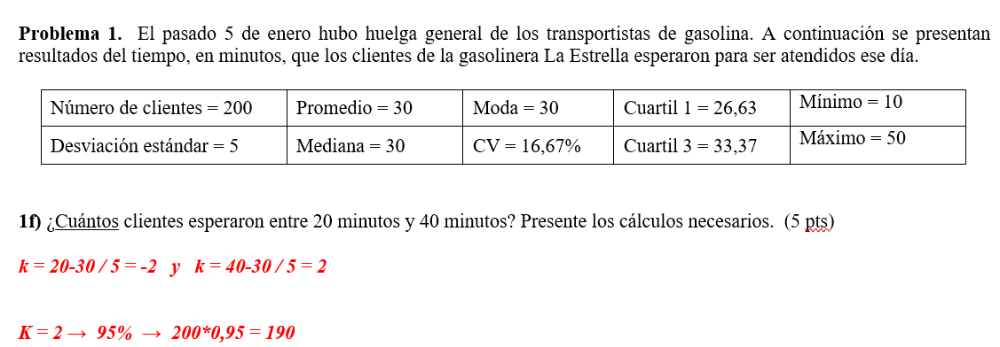 Problema 1. El pasado 5 de enero hubo huelga general de los transportistas de gasolina. A continuación se presentan
resultados del tiempo, en minutos, que los clientes de la gasolinera La Estrella esperaron para ser atendidos ese día.
Número de clientes = 200 Promedio = 30 Moda = 30 Cuartil 1 = 26,63 Mínimo = 10
Desviación estándar = 5 Mediana = 30 CV = 16,67% Cuartil 3 = 33,37 Máximo = 50
1f) ¿Cuántos clientes esperaron entre 20 minutos y 40 minutos? Presente los cálculos necesarios. (5 pts)
k = 20-30 / 5 = -2 y k = 40-30 / 5 = 2
K = 2 → 95% → 200*0,95 = 190